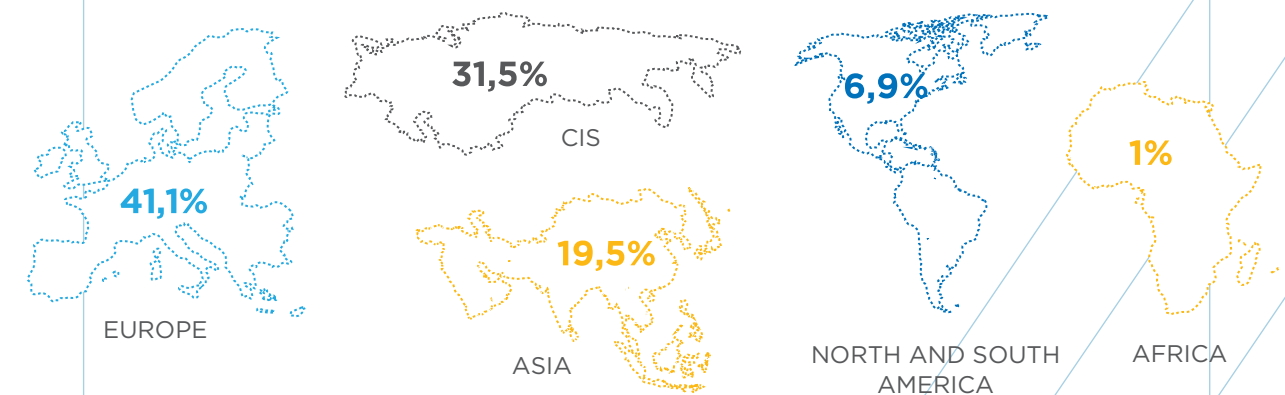 41,1%
EUROPE
31,5%
CIS
19,5%
ASIA
6,9%
NORTH AND SOUTH
AMERICA
1%
AFRICA